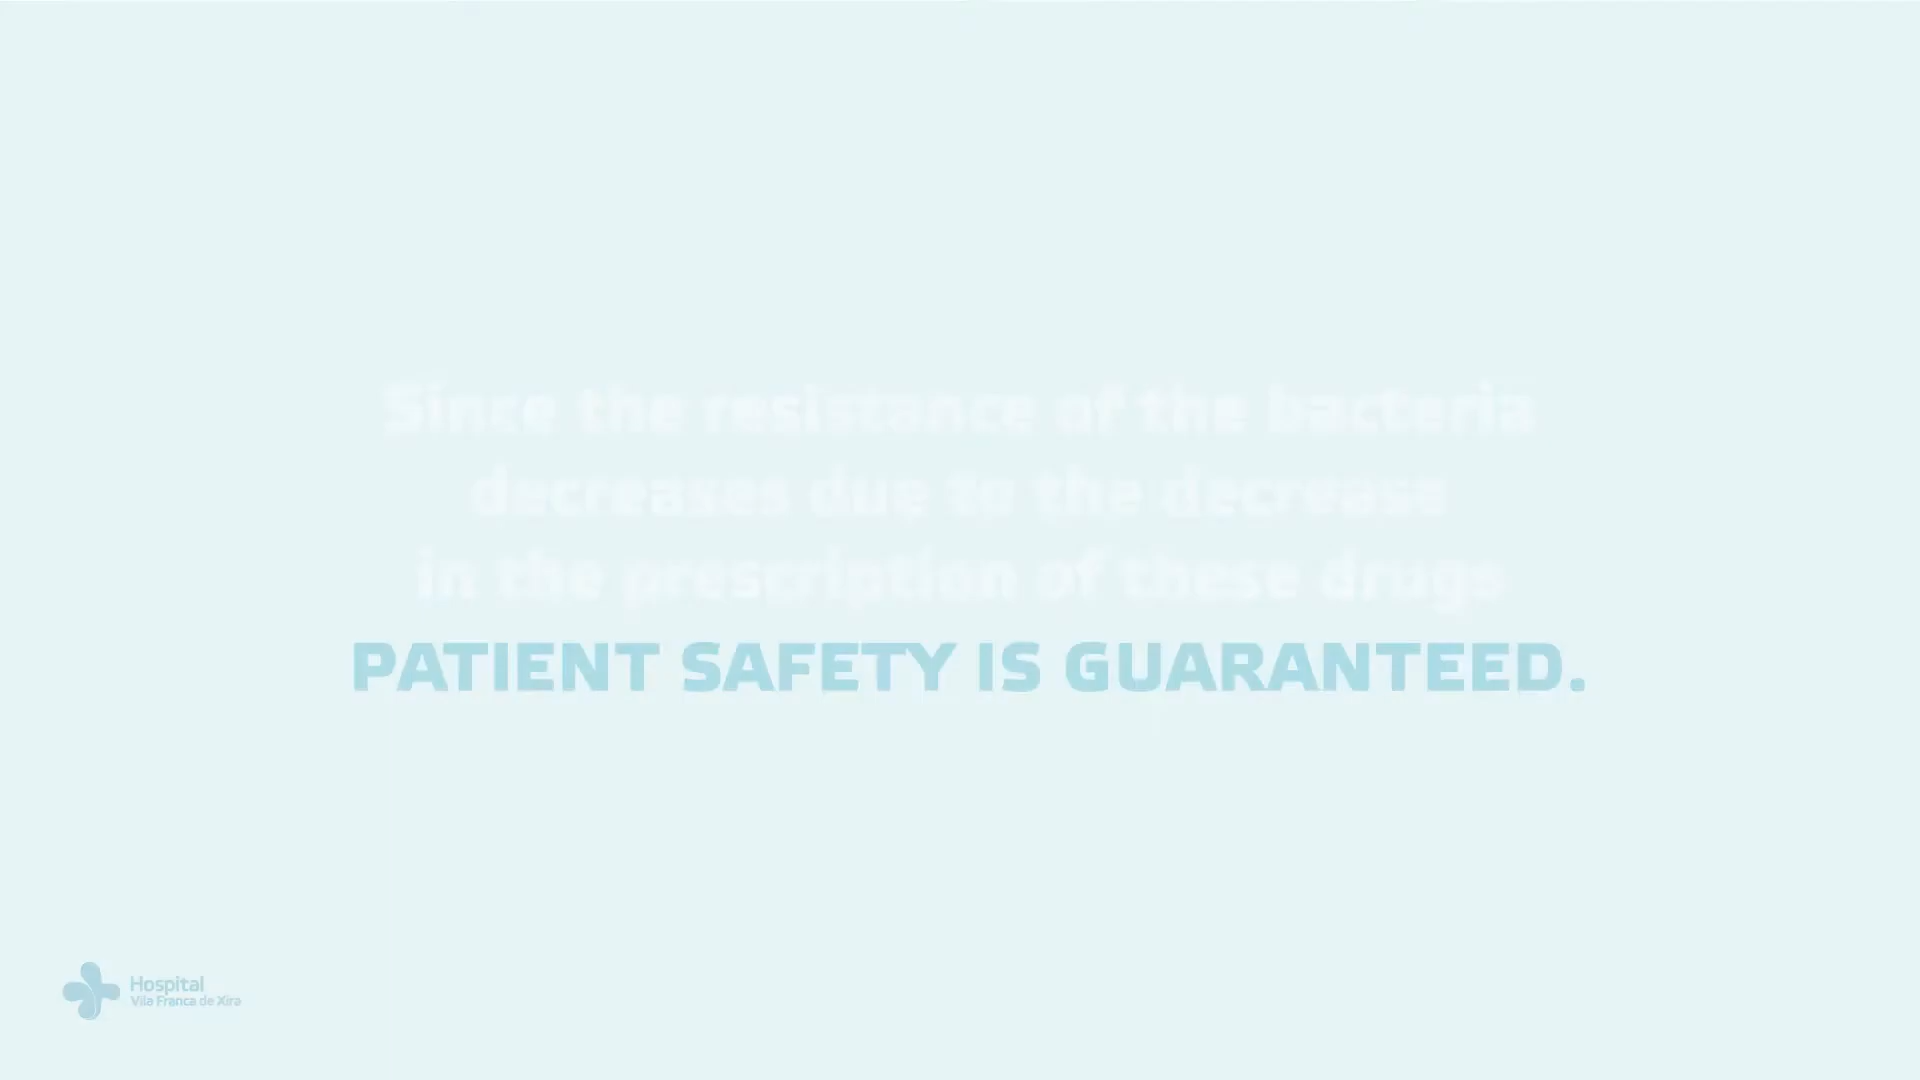 Since the resistance of the bacteria
decreases due to the decrease
in the prescription of these drugs
PATIENT SAFETY IS GUARANTEED.
Hospital
Vila Franca de Xira